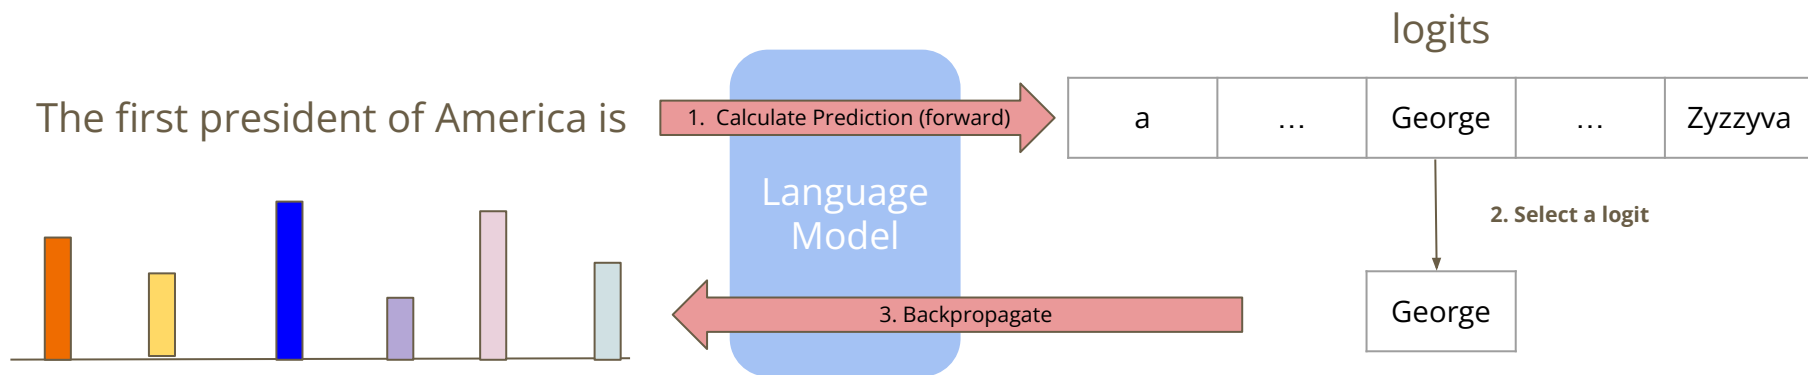 logits
The first president of America is
1. Calculate Prediction (forward)
a
...
George
...
Zyzzyva
Language
Model
2. Select a logit
3. Backpropagate
George